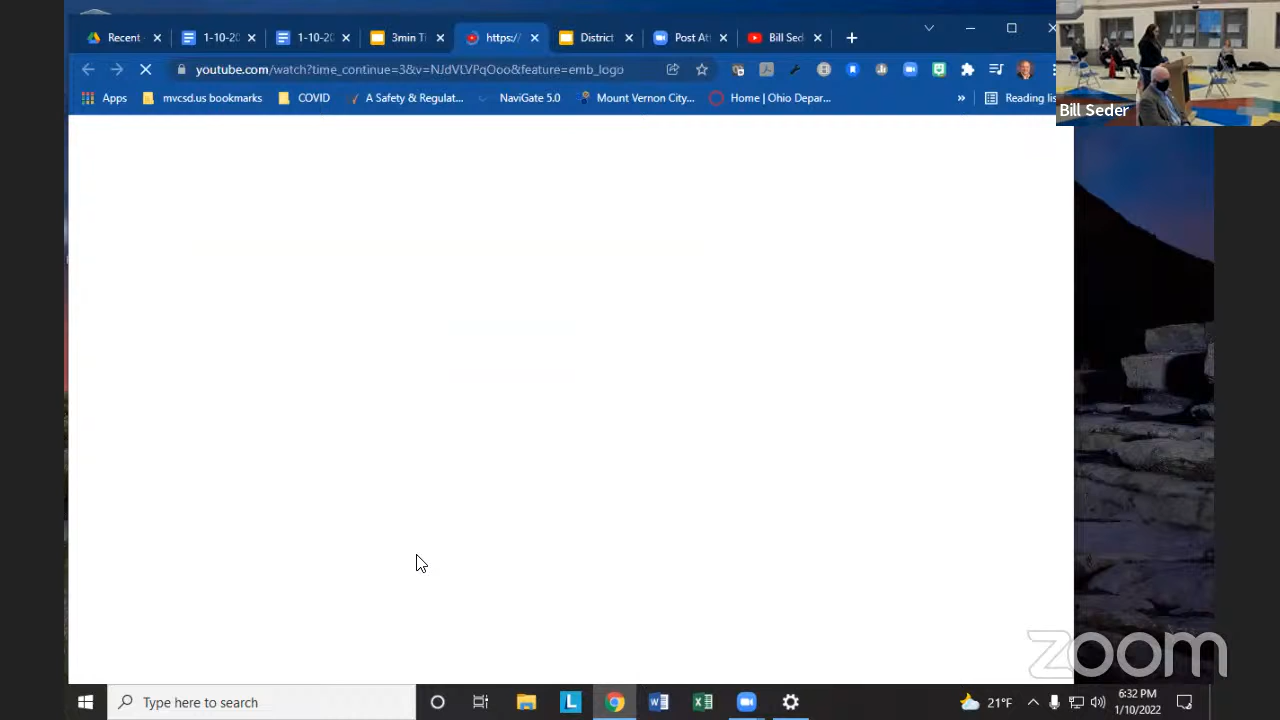 Recent
1-10-20
1-10-20
3min Ti
https://
District
Post Att
Bill Sed
youtube.com/watch?time_continue=3&v=NJdVLVPqOoo&feature=emb_logo
Apps
mvcsd.us bookmarks
COVID
A Safety & Regulat...
NaviGate 5.0
Mount Vernon City...
Home | Ohio Depar...
»
Reading lis
Bill Seder
zoom
Type here to search
21°F
6:32 PM
1/10/2022